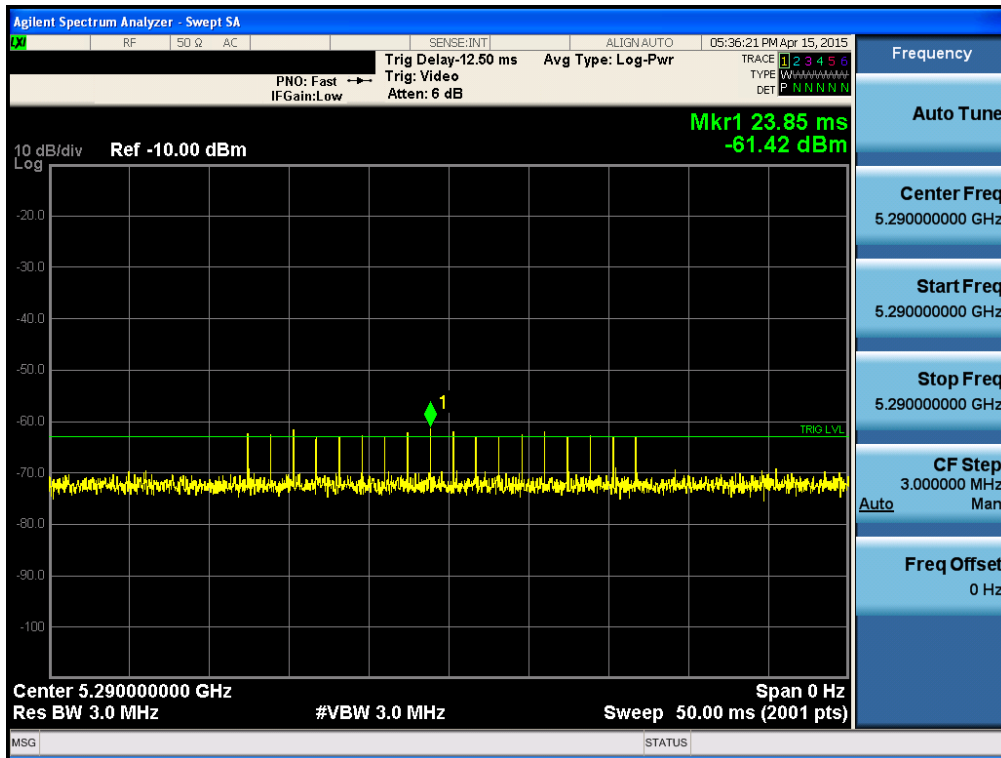 Agilent Spectrum Analyzer - Swept SA
LXI RF 50 Ω AC SENSE:INT ALIGN AUTO 05:36:21 PM Apr 15, 2015
Frequency
Trig Delay-12.50 ms Avg Type: Log-Pwr TRACE 1 2 3 4 5 6
PNO: Fast Trig: Video TYPE W
IFGain:Low Atten: 6 dB DET P N N N N N
Auto Tune
Mkr1 23.85 ms
-61.42 dBm
10 dB/div Ref -10.00 dBm
Log
Center Freq
5.290000000 GHz
-20.0
-30.0
Start Freq
5.290000000 GHz
-40.0
-50.0
Stop Freq
5.290000000 GHz
1
-60.0
TRIG LVL
-70.0
CF Step
3.000000 MHz
Auto Man
-80.0
-90.0
Freq Offset
0 Hz
-100
Center 5.290000000 GHz Span 0 Hz
Res BW 3.0 MHz #VBW 3.0 MHz Sweep 50.00 ms (2001 pts)
MSG STATUS